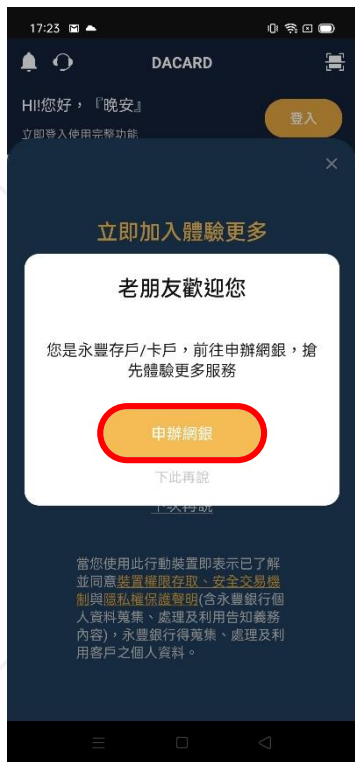 17:23
DACARD
HI!您好，『晚安』
登入
立即登入使用完整功能
立即加入體驗更多
老朋友歡迎您
您是永豐存戶/卡戶，前往申辦網銀，搶
先體驗更多服務
申辦網銀
下此再說
下次再說
當您使用此行動裝置即表示已了解
並同意裝置權限存取、安全交易機
制與隱私權保護聲明(含永豐銀行個
人資料蒐集、處理及利用告知義務
內容)，永豐銀行得蒐集、處理及利
用客戶之個人資料。